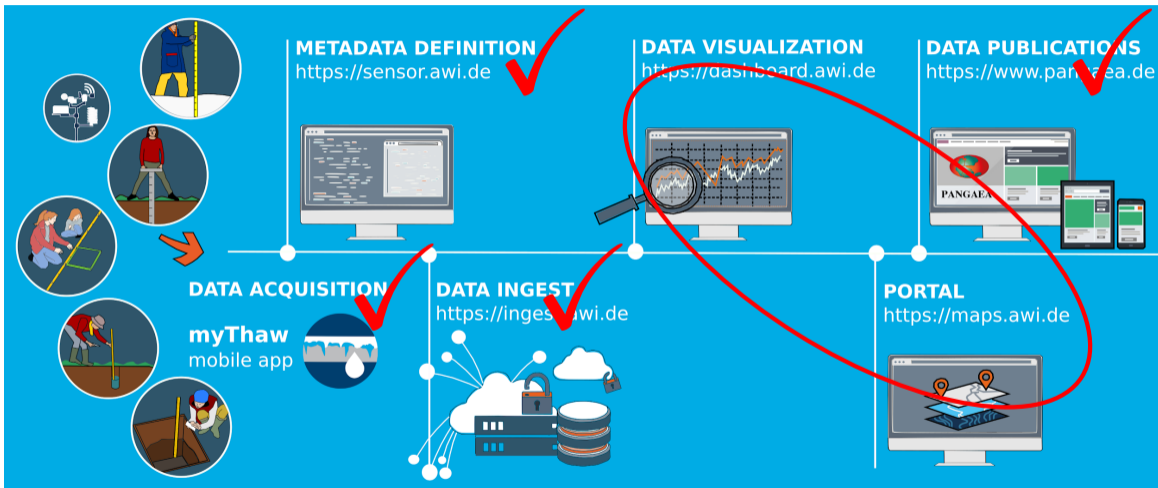 METADATA DEFINITION
https://sensor.awi.de
DATA VISUALIZATION
https://dashboard.awi.de
DATA PUBLICATIONS
https://www.pangaea.de
PANGAEA
DATA ACQUISITION
myThaw
mobile app
DATA INGEST
https://ingest.awi.de
PORTAL
https://maps.awi.de